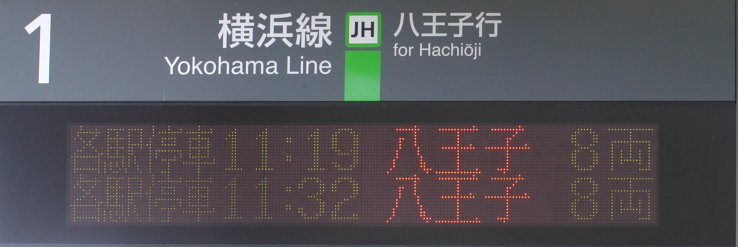 1
横浜線 JH 八王子行
Yokohama Line for Hachiōji
各駅停車 11:19 八王子 8両
各駅停車 11:32 八王子 8両